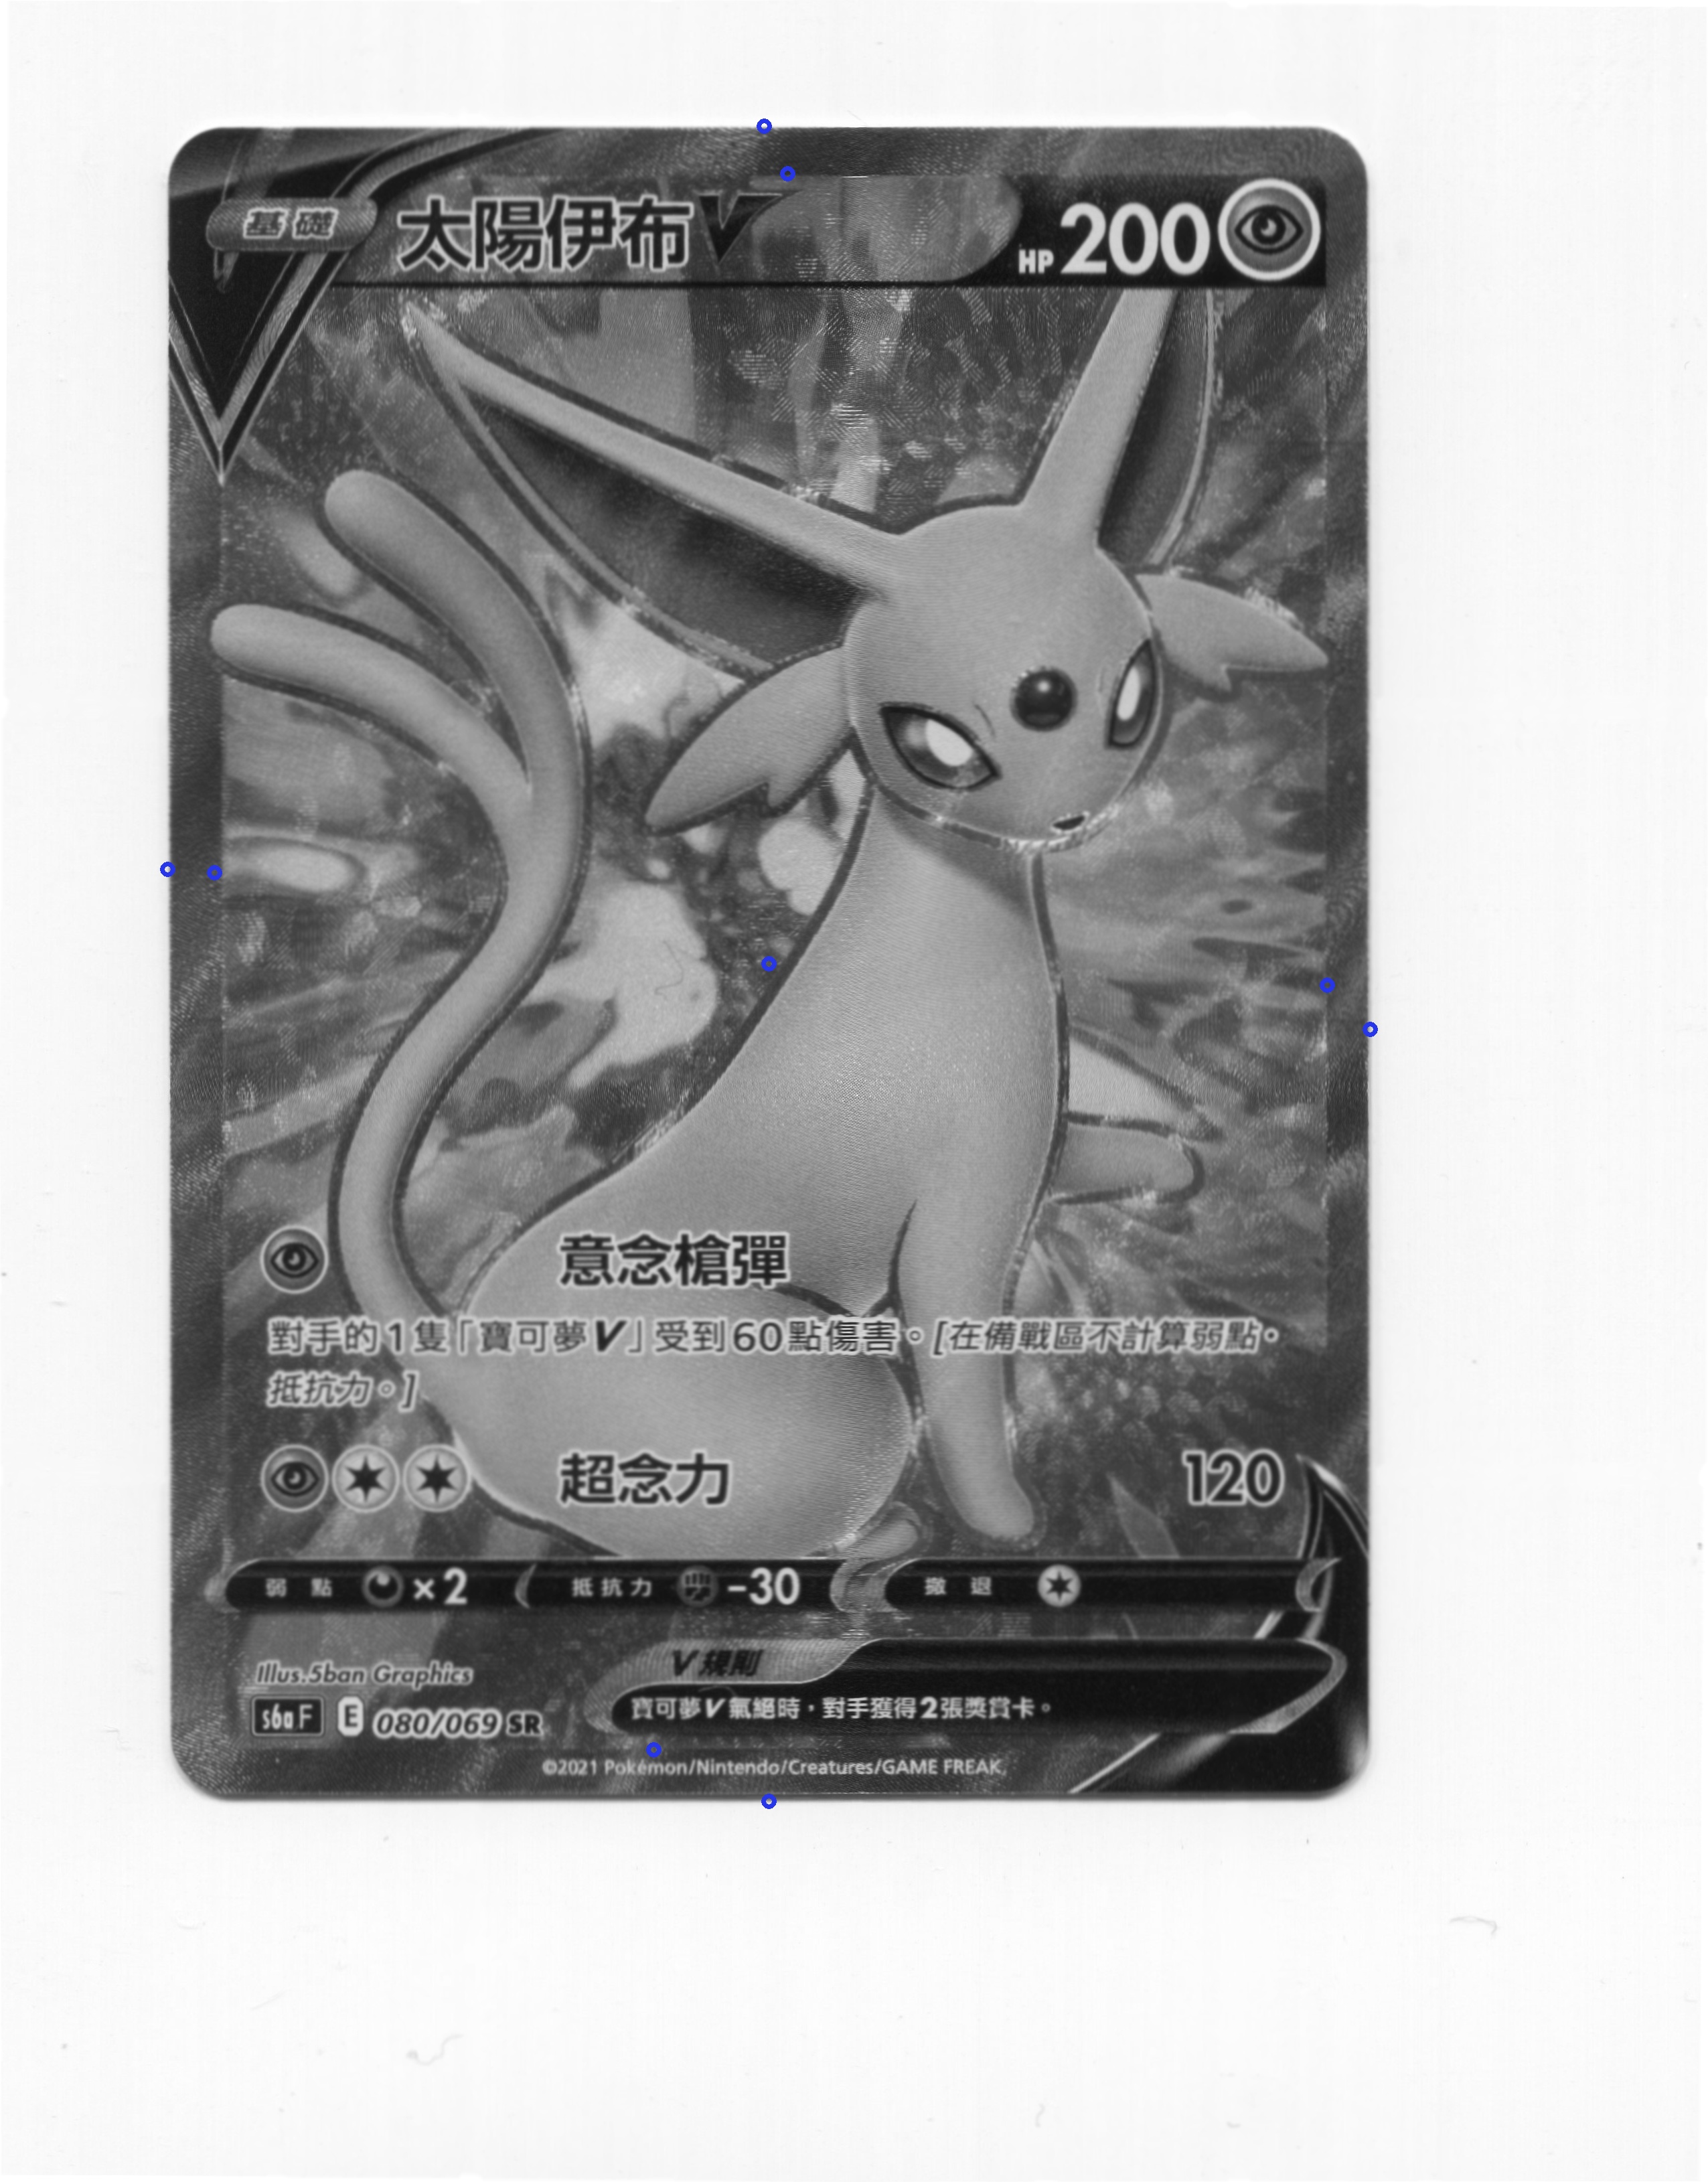 基礎 太陽伊布V HP200
意念槍彈
對手的1隻「寶可夢V」受到60點傷害。[在備戰區不計算弱點・
抵抗力。]
超念力 120
弱點 ×2 抵抗力 -30 撤退
V規則
寶可夢V氣絕時,對手獲得2張獎賞卡。
Illus.5ban Graphics
s6a F E 080/069 SR
©2021 Pokémon/Nintendo/Creatures/GAME FREAK.